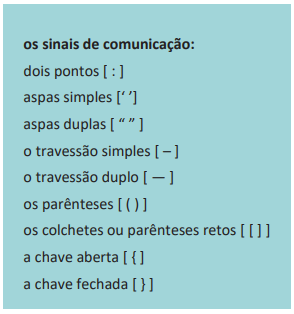 os sinais de comunicação:
dois pontos [ : ]
aspas simples [‘ ’]
aspas duplas [ “ ” ]
o travessão simples [ – ]
o travessão duplo [ — ]
os parênteses [ ( ) ]
os colchetes ou parênteses retos [ [ ] ]
a chave aberta [ { ]
a chave fechada [ } ]